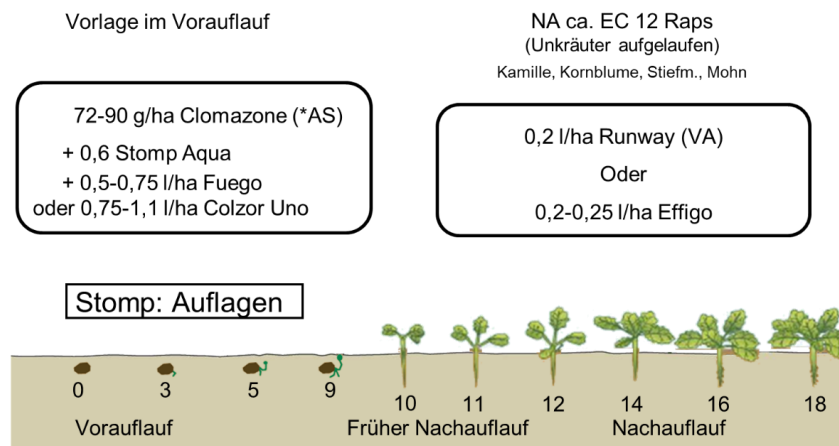 Vorlage im Vorauflauf
NA ca. EC 12 Raps
(Unkräuter aufgelaufen)
Kamille, Kornblume, Stiefm., Mohn
72-90 g/ha Clomazone (*AS)
+ 0,6 Stomp Aqua
+ 0,5-0,75 l/ha Fuego
oder 0,75-1,1 l/ha Colzor Uno
0,2 l/ha Runway (VA)
Oder
0,2-0,25 l/ha Effigo
Stomp: Auflagen
0 3 5 9 10 11 12 14 16 18
Vorauflauf Früher Nachauflauf Nachauflauf